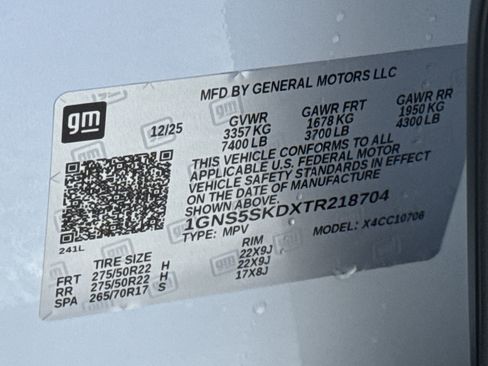 MFD BY GENERAL MOTORS LLC
gm
12/25 GVWR GAWR FRT GAWR RR
3357 KG 1678 KG 1950 KG
7400 LB 3700 LB 4300 LB
THIS VEHICLE CONFORMS TO ALL
APPLICABLE U.S. FEDERAL MOTOR
VEHICLE SAFETY STANDARDS IN EFFECT
ON THE DATE OF MANUFACTURE
SHOWN ABOVE.
1GNS5SKDXTR218704
TYPE: MPV MODEL: X4CC10706
241L
TIRE SIZE RIM
FRT 275/50R22 H 22X9J
RR 275/50R22 H 22X9J
SPA 265/70R17 S 17X8J